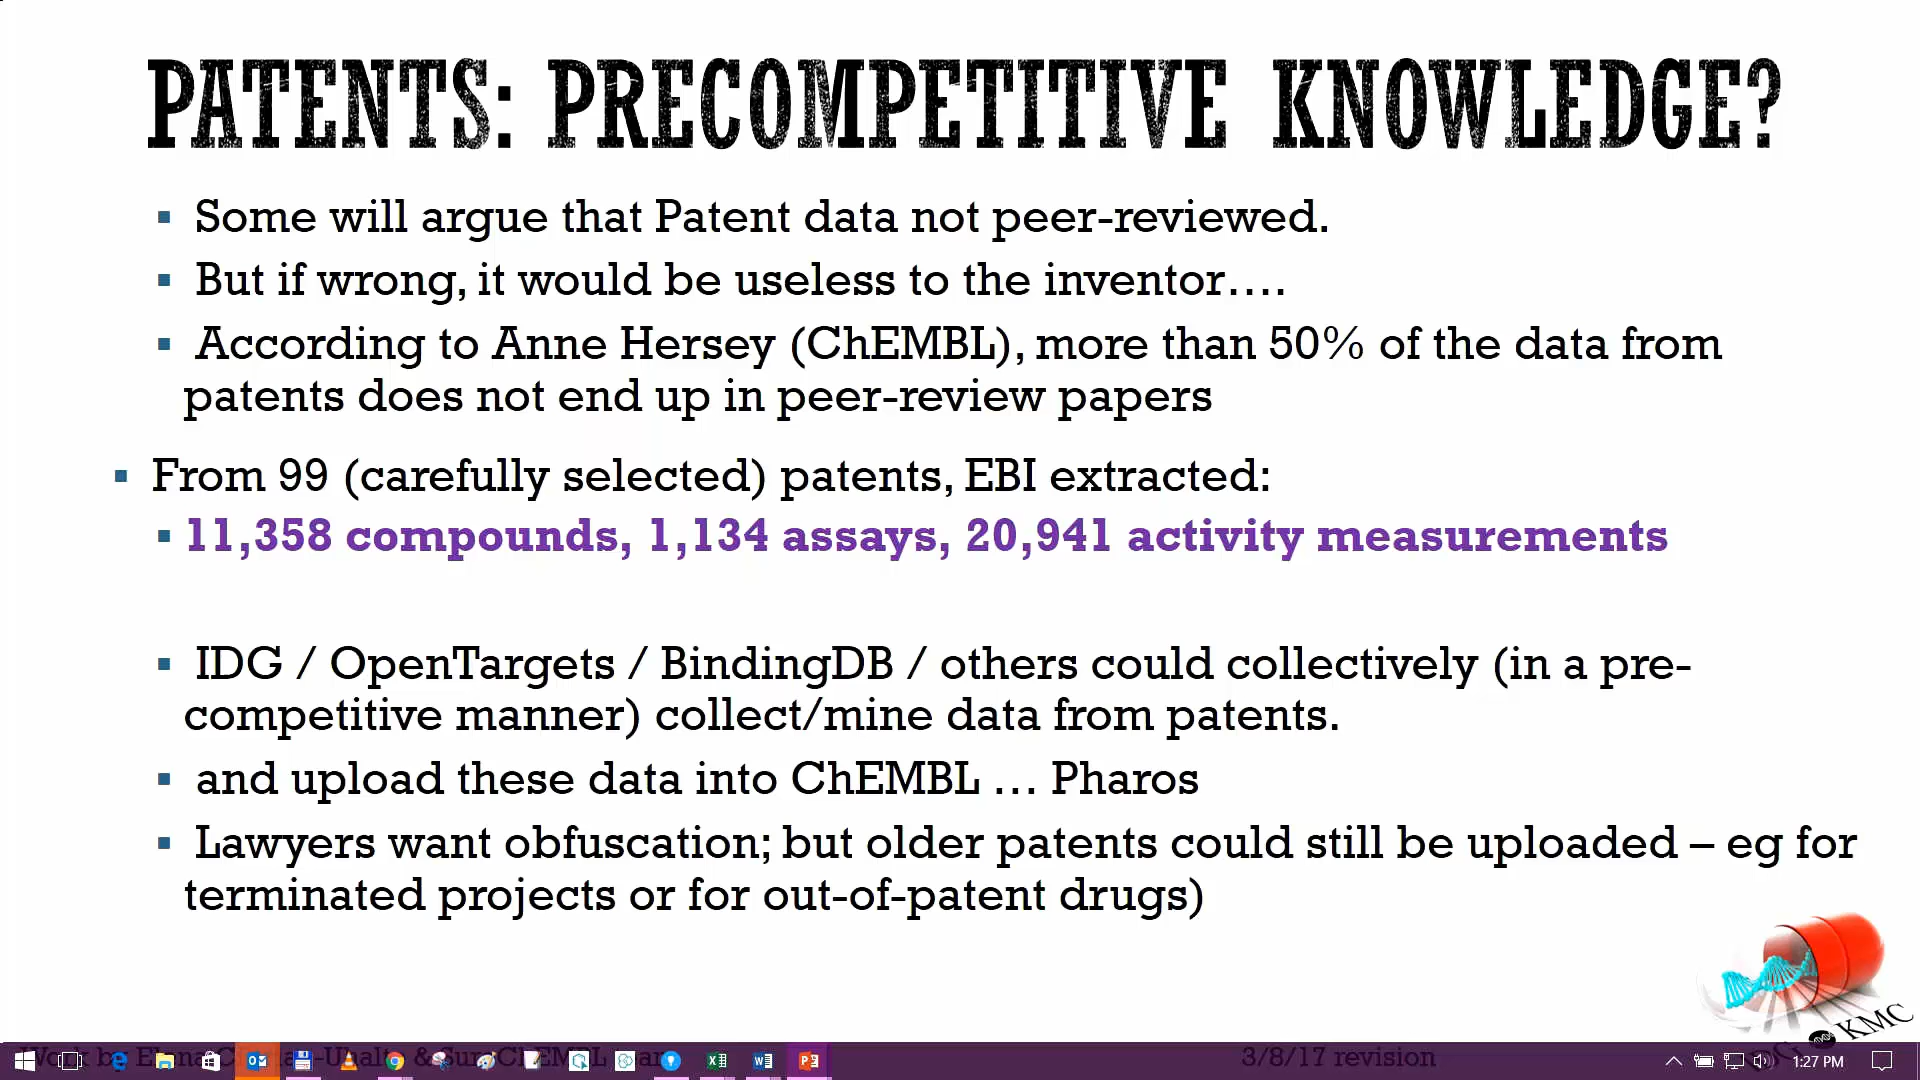 PATENTS: PRECOMPETITIVE KNOWLEDGE?
Some will argue that Patent data not peer-reviewed.
But if wrong, it would be useless to the inventor….
According to Anne Hersey (ChEMBL), more than 50% of the data from
patents does not end up in peer-review papers
From 99 (carefully selected) patents, EBI extracted:
11,358 compounds, 1,134 assays, 20,941 activity measurements
IDG / OpenTargets / BindingDB / others could collectively (in a pre-
competitive manner) collect/mine data from patents.
and upload these data into ChEMBL … Pharos
Lawyers want obfuscation; but older patents could still be uploaded – eg for
terminated projects or for out-of-patent drugs)
KMC
3/8/17 revision
1:27 PM